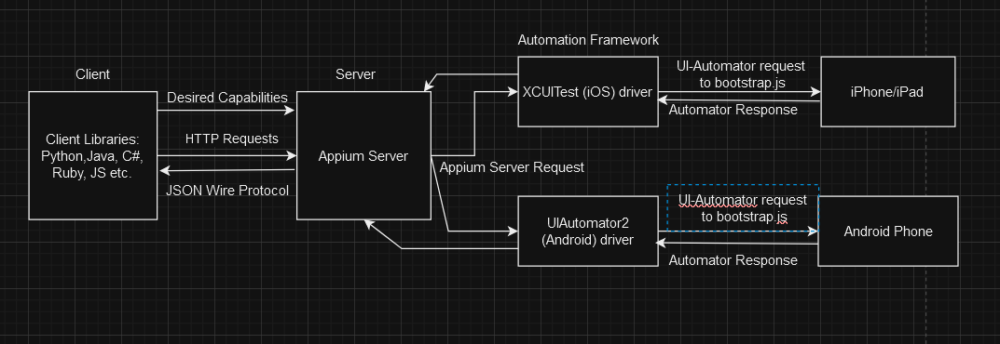 Automation Framework
Client
Server
Desired Capabilities
HTTP Requests
JSON Wire Protocol
Client Libraries:
Python,Java, C#,
Ruby, JS etc.
Appium Server
Appium Server Request
XCUITest (iOS) driver
UI-Automator request
to bootstrap.js
Automator Response
iPhone/iPad
UIAutomator2
(Android) driver
UI-Automator request
to bootstrap.js
Automator Response
Android Phone